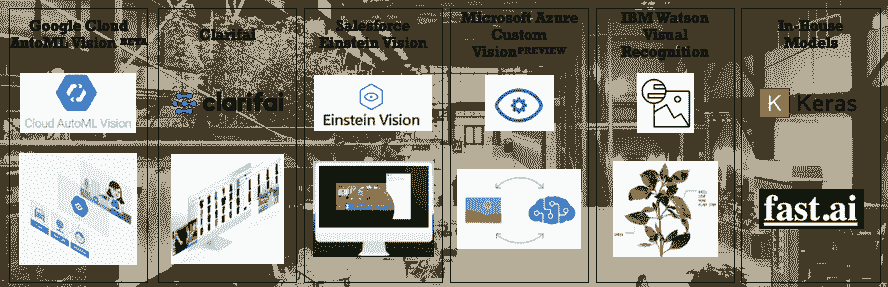 Google Cloud
AutoML Vision BETA
Clarifai
Salesforce
Einstein Vision
Microsoft Azure
Custom
Vision PREVIEW
IBM Watson
Visual
Recognition
In-House
Models
Cloud AutoML Vision
clarifai
Einstein Vision
K Keras
fast.ai